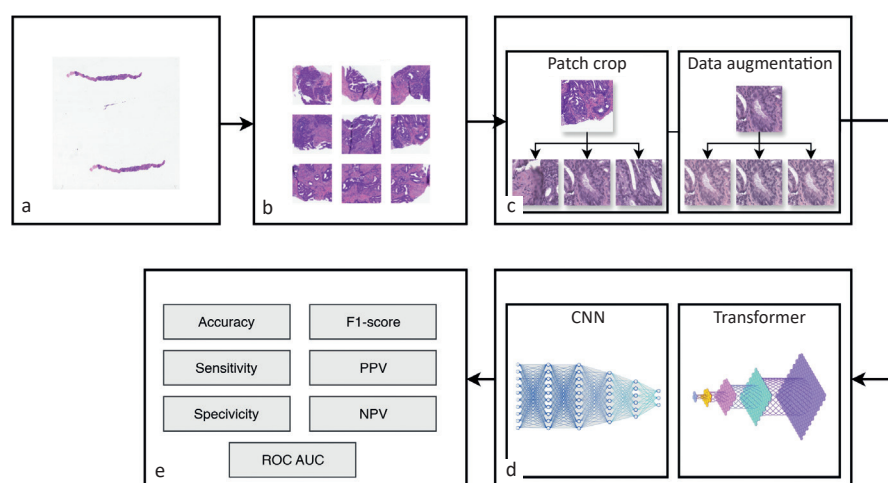 a
b
Patch crop
Data augmentation
c
Accuracy
F1-score
Sensitivity
PPV
Specivicity
NPV
ROC AUC
e
CNN
Transformer
d